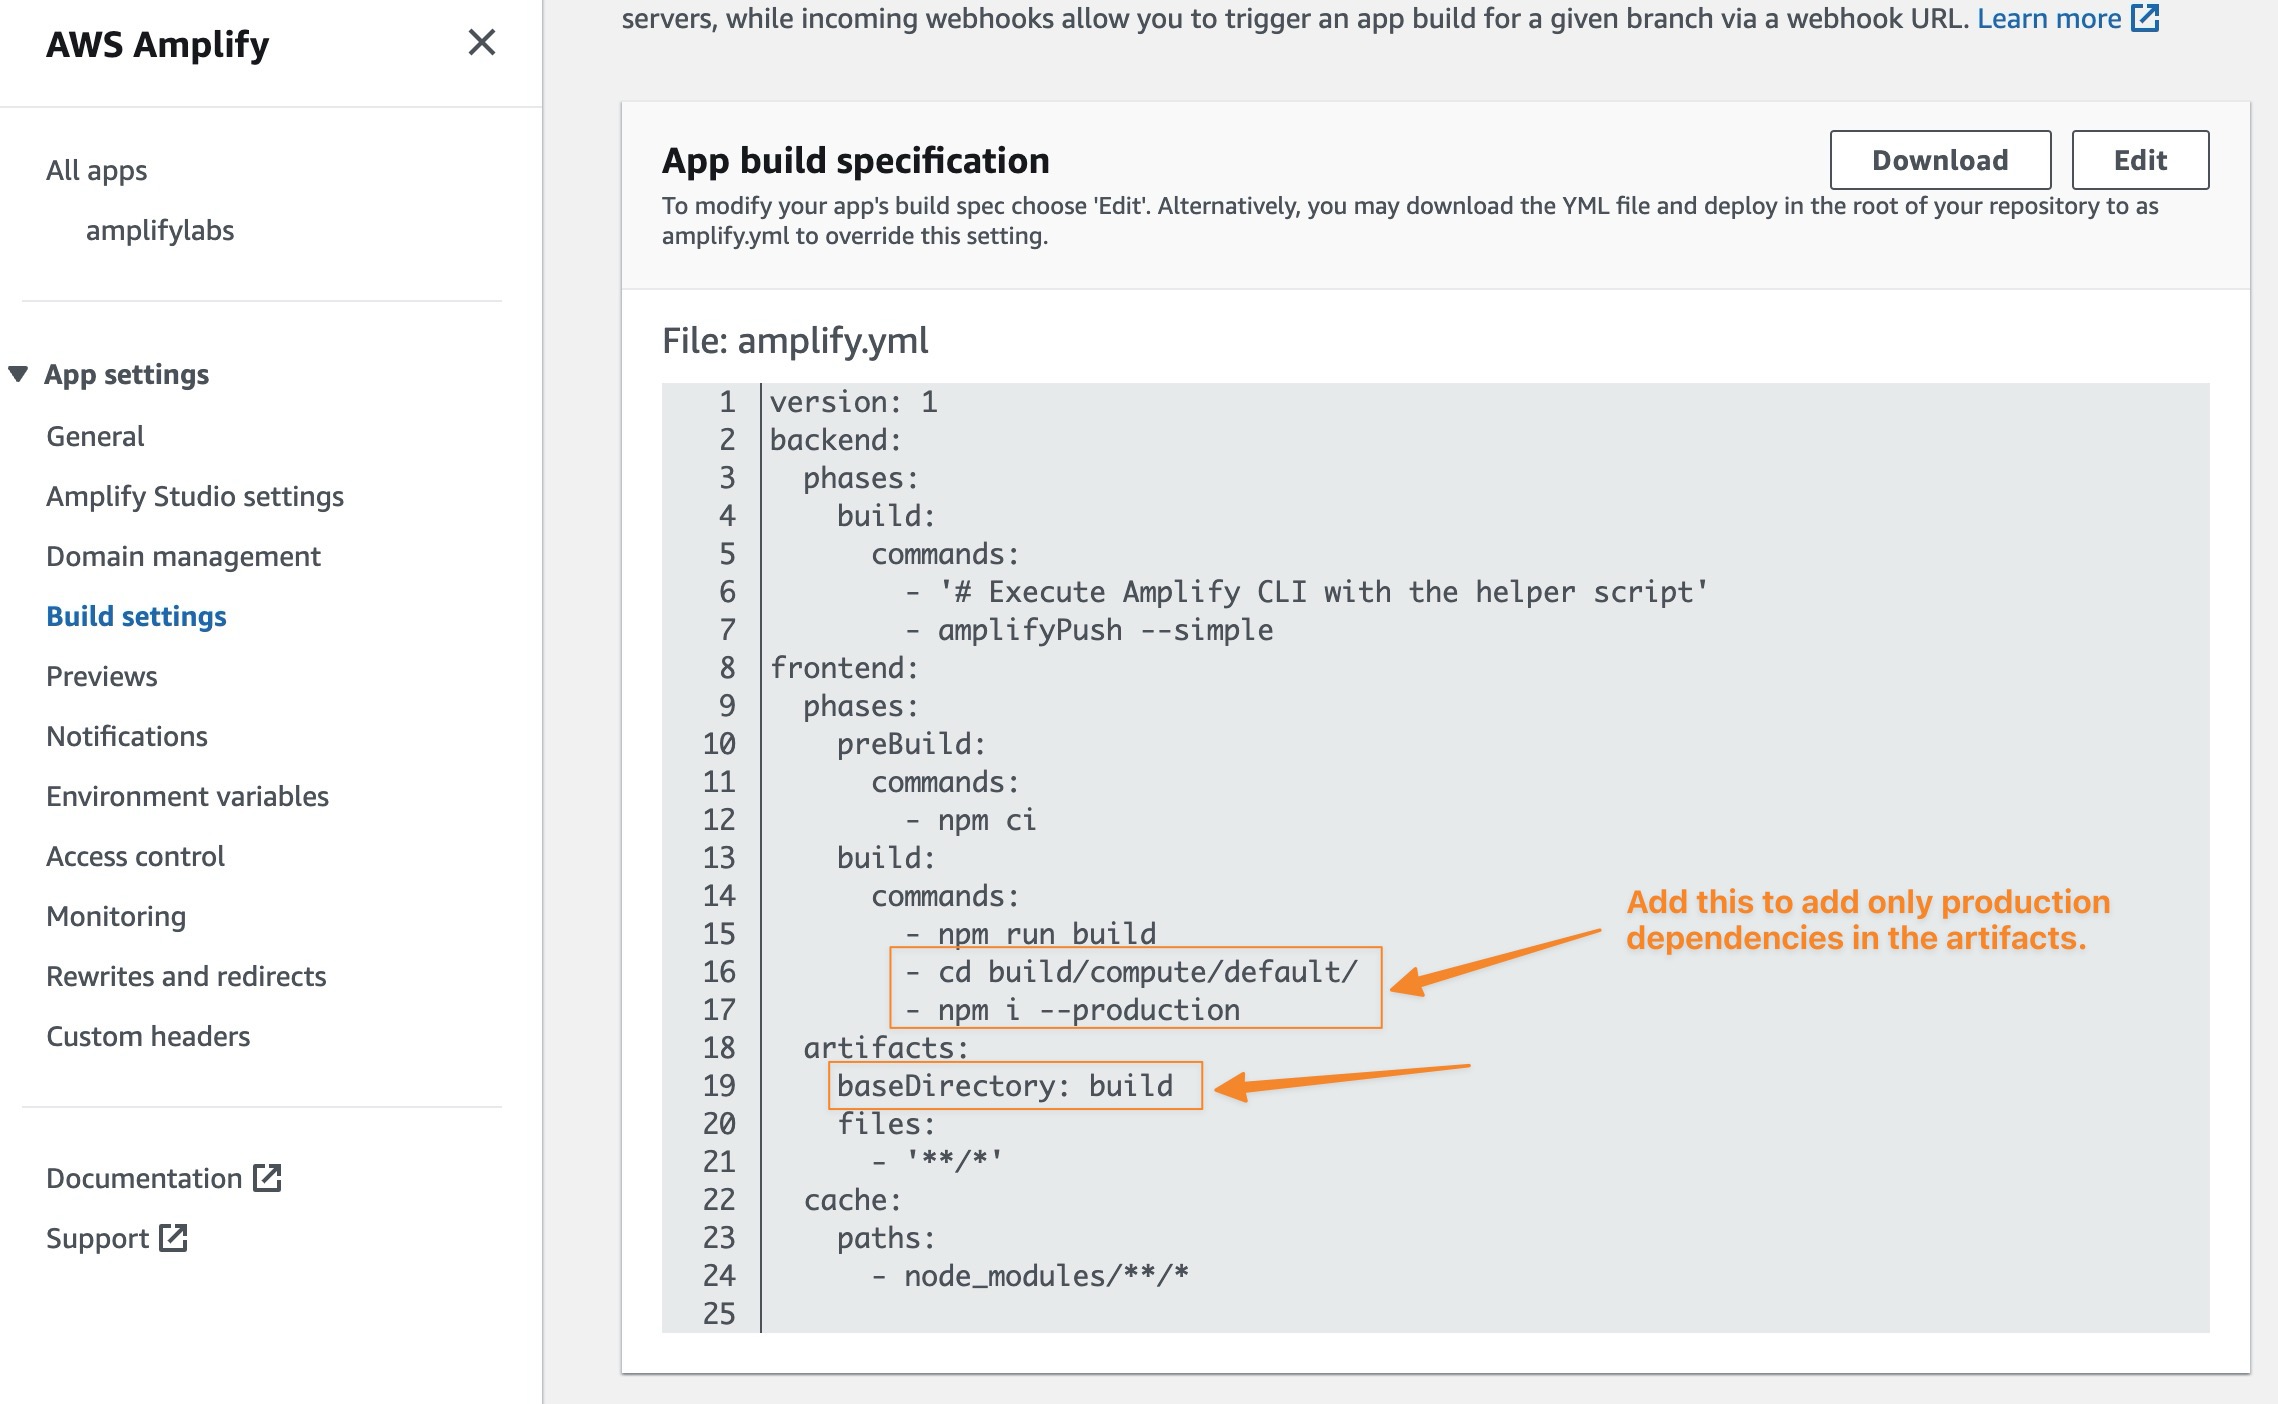 AWS Amplify
All apps
amplifylabs
App settings
General
Amplify Studio settings
Domain management
Build settings
Previews
Notifications
Environment variables
Access control
Monitoring
Rewrites and redirects
Custom headers
Documentation
Support
servers, while incoming webhooks allow you to trigger an app build for a given branch via a webhook URL. Learn more
App build specification
Download
Edit
To modify your app's build spec choose 'Edit'. Alternatively, you may download the YML file and deploy in the root of your repository to as
amplify.yml to override this setting.
File: amplify.yml
1 version: 1
2 backend:
3   phases:
4     build:
5       commands:
6         - '# Execute Amplify CLI with the helper script'
7         - amplifyPush --simple
8 frontend:
9   phases:
10     preBuild:
11       commands:
12         - npm ci
13     build:
14       commands:
15         - npm run build
16         - cd build/compute/default/
17         - npm i --production
18   artifacts:
19     baseDirectory: build
20     files:
21       - '**/*'
22   cache:
23     paths:
24       - node_modules/**/*
25
Add this to add only production
dependencies in the artifacts.